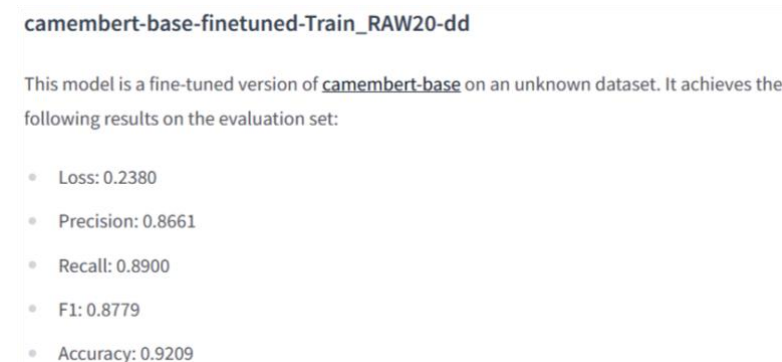 camembert-base-finetuned-Train_RAW20-dd
This model is a fine-tuned version of camembert-base on an unknown dataset. It achieves the
following results on the evaluation set:
Loss: 0.2380
Precision: 0.8661
Recall: 0.8900
F1: 0.8779
Accuracy: 0.9209